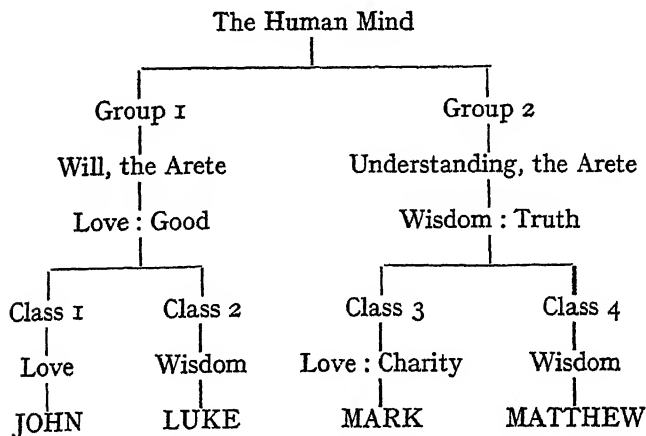 The Human Mind
Group 1 Group 2
Will, the Arete Understanding, the Arete
Love : Good Wisdom : Truth
Class 1 Class 2 Class 3 Class 4
Love Wisdom Love : Charity Wisdom
JOHN LUKE MARK MATTHEW